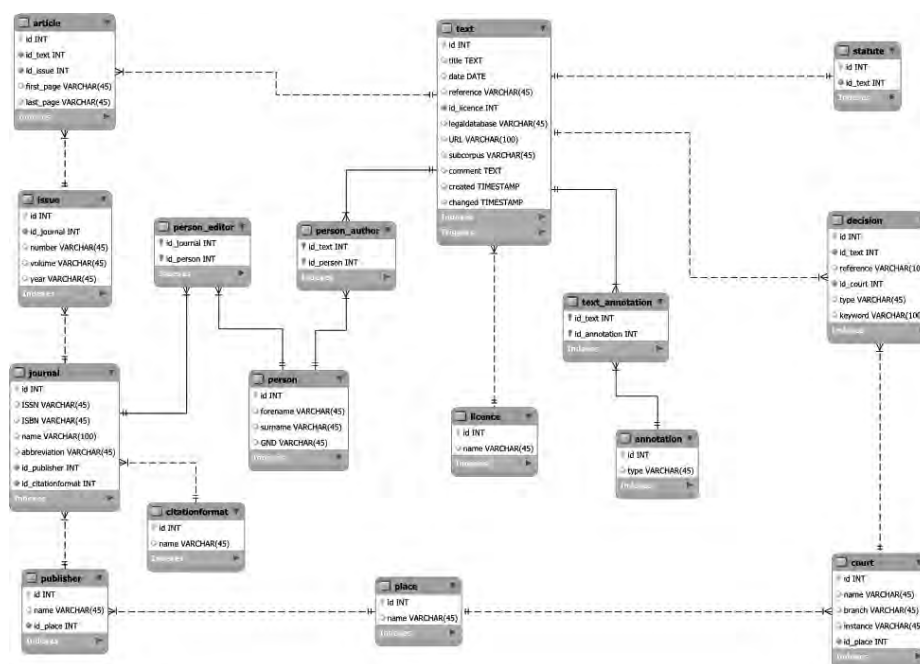 article
id INT
id_text INT
id_issue INT
first_page VARCHAR(45)
last_page VARCHAR(45)
Indexes
text
id INT
title TEXT
date DATE
reference VARCHAR(45)
id_licence INT
legaldatabase VARCHAR(45)
URL VARCHAR(100)
subcorpus VARCHAR(45)
comment TEXT
created TIMESTAMP
changed TIMESTAMP
Indexes
Triggers
statute
id INT
id_text INT
Indexes
issue
id INT
id_journal INT
number VARCHAR(45)
volume VARCHAR(45)
year VARCHAR(45)
Indexes
person_editor
id_journal INT
id_person INT
Indexes
person_author
id_text INT
id_person INT
Indexes
decision
id INT
id_text INT
reference VARCHAR(10
id_court INT
type VARCHAR(45)
keyword VARCHAR(100
Indexes
text_annotation
id_text INT
id_annotation INT
Indexes
journal
id INT
ISSN VARCHAR(45)
ISBN VARCHAR(45)
name VARCHAR(100)
abbreviation VARCHAR(45)
id_publisher INT
id_citationformat INT
Indexes
person
id INT
forename VARCHAR(45)
surname VARCHAR(45)
GND VARCHAR(45)
Indexes
licence
id INT
name VARCHAR(45)
Indexes
annotation
id INT
type VARCHAR(45)
Indexes
citationformat
id INT
name VARCHAR(45)
Indexes
publisher
id INT
name VARCHAR(45)
id_place INT
Indexes
place
id INT
name VARCHAR(45)
Indexes
court
id INT
name VARCHAR(45)
branch VARCHAR(45)
instance VARCHAR(45
id_place INT
Indexes